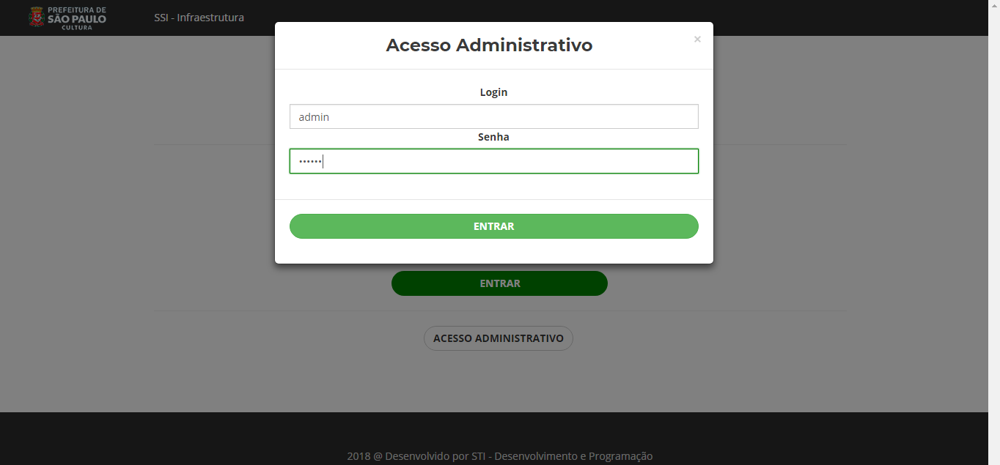 PREFEITURA DE
SÃO PAULO
CULTURA
SSI - Infraestrutura
Acesso Administrativo
×
Login
admin
Senha
••••••
ENTRAR
ENTRAR
ACESSO ADMINISTRATIVO
2018 @ Desenvolvido por STI - Desenvolvimento e Programação